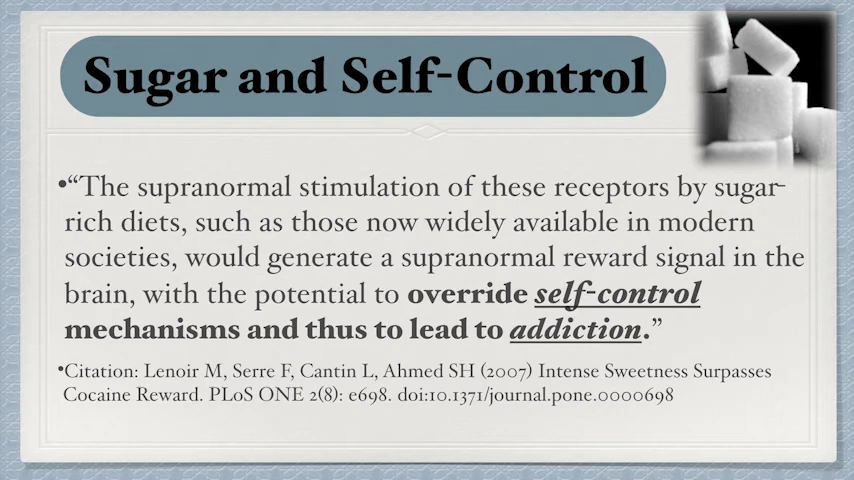 Sugar and Self-Control
•“The supranormal stimulation of these receptors by sugar-
rich diets, such as those now widely available in modern
societies, would generate a supranormal reward signal in the
brain, with the potential to override self-control
mechanisms and thus to lead to addiction.”
•Citation: Lenoir M, Serre F, Cantin L, Ahmed SH (2007) Intense Sweetness Surpasses
Cocaine Reward. PLoS ONE 2(8): e698. doi:10.1371/journal.pone.0000698